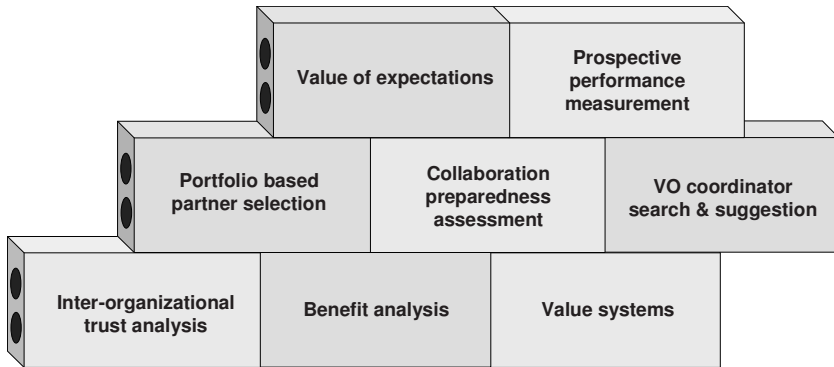 Value of expectations
Prospective
performance
measurement
Portfolio based
partner selection
Collaboration
preparedness
assessment
VO coordinator
search & suggestion
Inter-organizational
trust analysis
Benefit analysis
Value systems